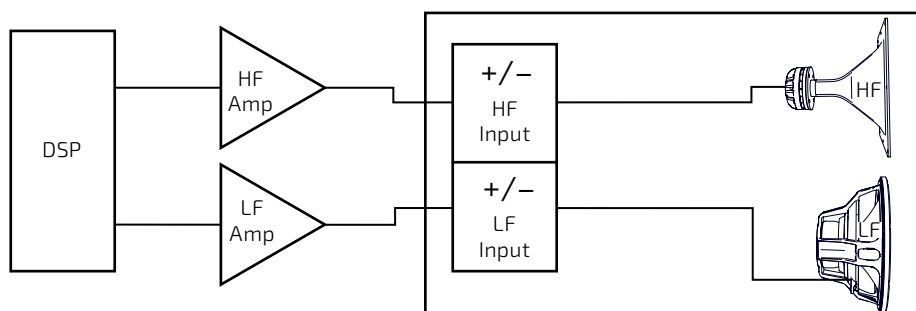 DSP
HF
Amp
LF
Amp
+/−
HF
Input
+/−
LF
Input
HF
LF